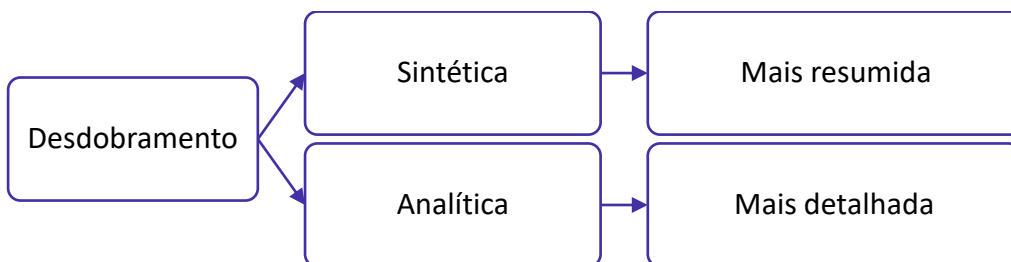 Desdobramento
Sintética
Mais resumida
Analítica
Mais detalhada